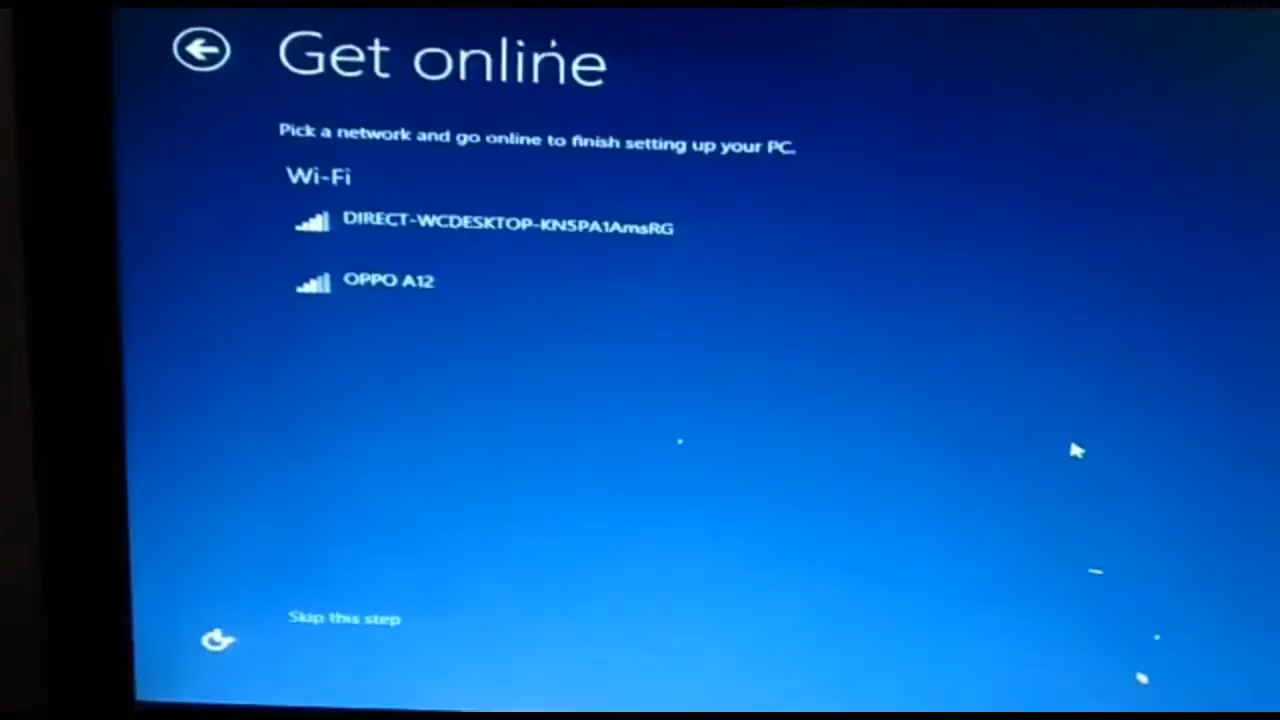 Get online
Pick a network and go online to finish setting up your PC.
Wi-Fi
DIRECT-WCDESKTOP-KN5PA1AmsRG
OPPO A12
Skip this step